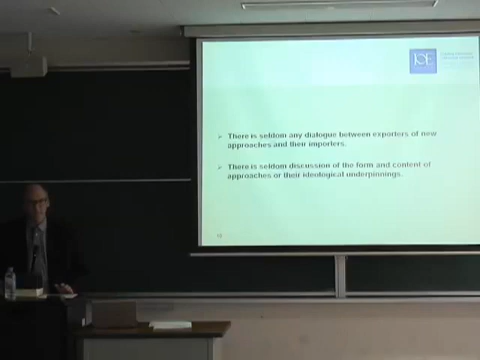 IOE
There is seldom any dialogue between exporters of new
approaches and their importers.
There is seldom discussion of the form and content of
approaches or their ideological underpinnings.